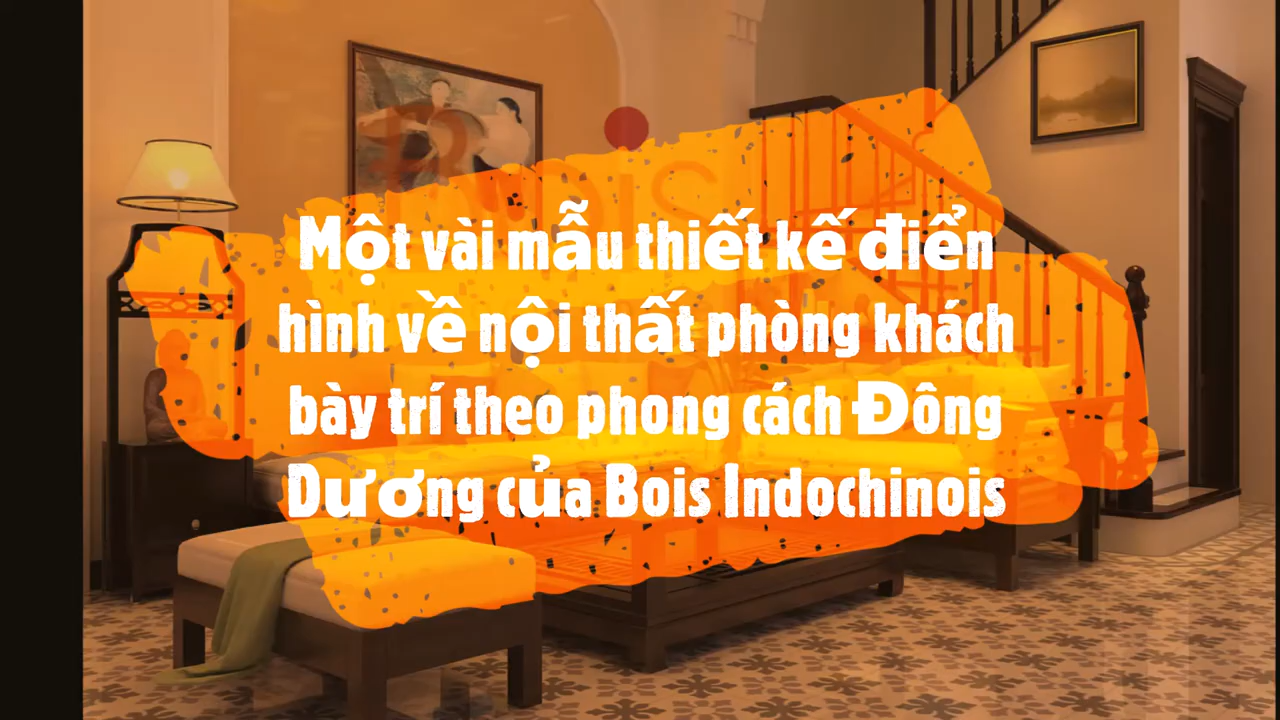 Bois
Một vài mẫu thiết kế điển
hình về nội thất phòng khách
bày trí theo phong cách Đông
Dương của Bois Indochinois